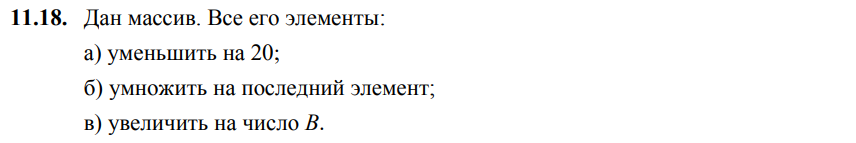 11.18. Дан массив. Все его элементы:
а) уменьшить на 20;
б) умножить на последний элемент;
в) увеличить на число B.